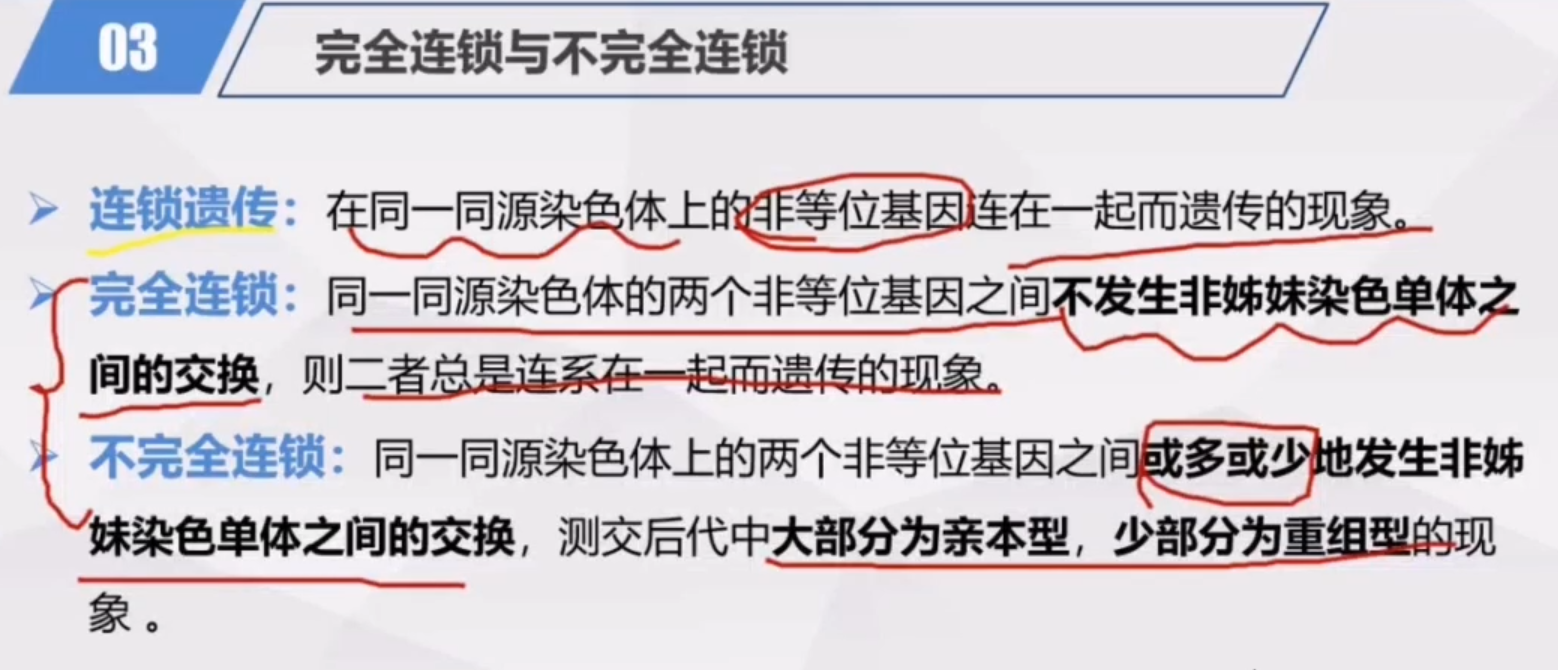 03
完全连锁与不完全连锁
连锁遗传：在同一同源染色体上的非等位基因连在一起而遗传的现象。
完全连锁：同一同源染色体的两个非等位基因之间不发生非姊妹染色单体之
间的交换，则二者总是连系在一起而遗传的现象。
不完全连锁：同一同源染色体上的两个非等位基因之间或多或少地发生非姊
妹染色单体之间的交换，测交后代中大部分为亲本型，少部分为重组型的现
象 。